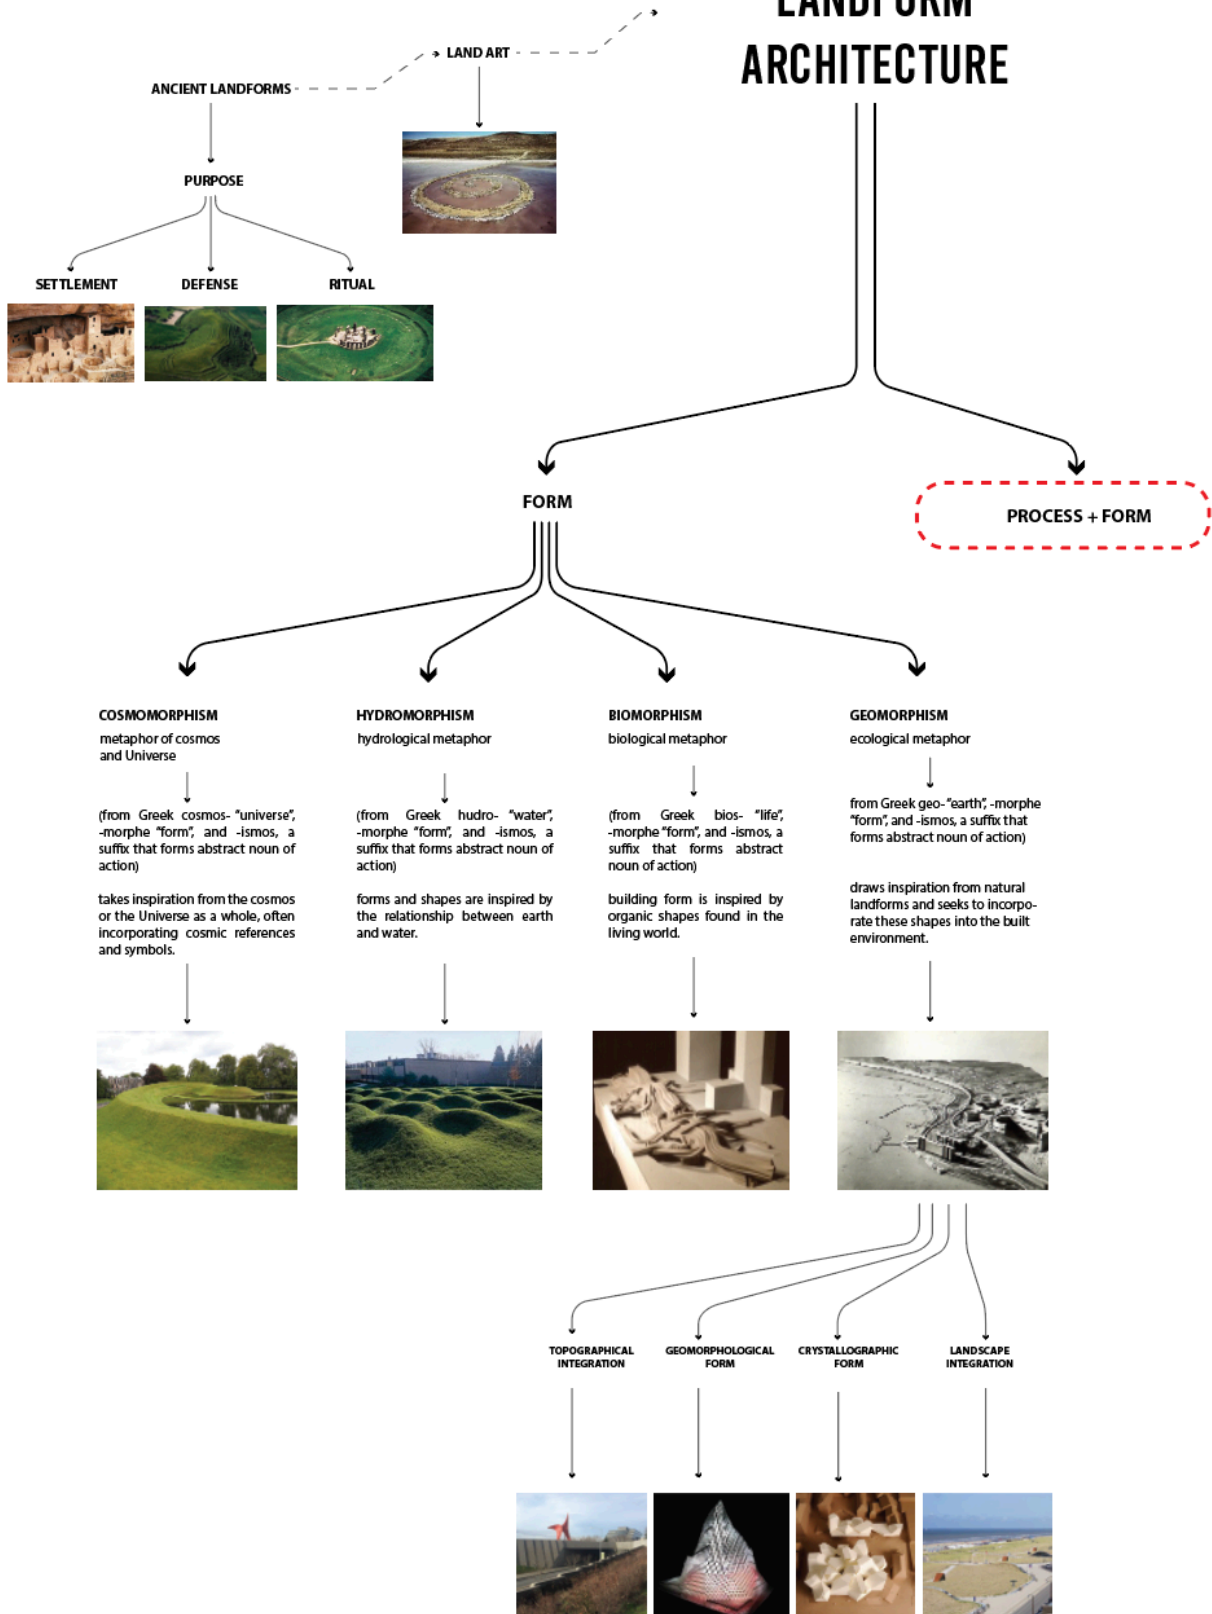 LANDFORM
ARCHITECTURE
LAND ART
ANCIENT LANDFORMS
PURPOSE
SETTLEMENT
DEFENSE
RITUAL
FORM
PROCESS + FORM
COSMOMORPHISM
metaphor of cosmos
and Universe
(from Greek cosmos- “universe”,
-morphe “form”, and -ismos, a
suffix that forms abstract noun of
action)
takes inspiration from the cosmos
or the Universe as a whole, often
incorporating cosmic references
and symbols.
HYDROMORPHISM
hydrological metaphor
(from Greek hudro- “water”,
-morphe “form”, and -ismos, a
suffix that forms abstract noun of
action)
forms and shapes are inspired by
the relationship between earth
and water.
BIOMORPHISM
biological metaphor
(from Greek bios- “life”,
-morphe “form”, and -ismos, a
suffix that forms abstract
noun of action)
building form is inspired by
organic shapes found in the
living world.
GEOMORPHISM
ecological metaphor
from Greek geo- “earth”, -morphe
“form”, and -ismos, a suffix that
forms abstract noun of action)
draws inspiration from natural
landforms and seeks to incorpo-
rate these shapes into the built
environment.
TOPOGRAPHICAL
INTEGRATION
GEOMORPHOLOGICAL
FORM
CRYSTALLOGRAPHIC
FORM
LANDSCAPE
INTEGRATION